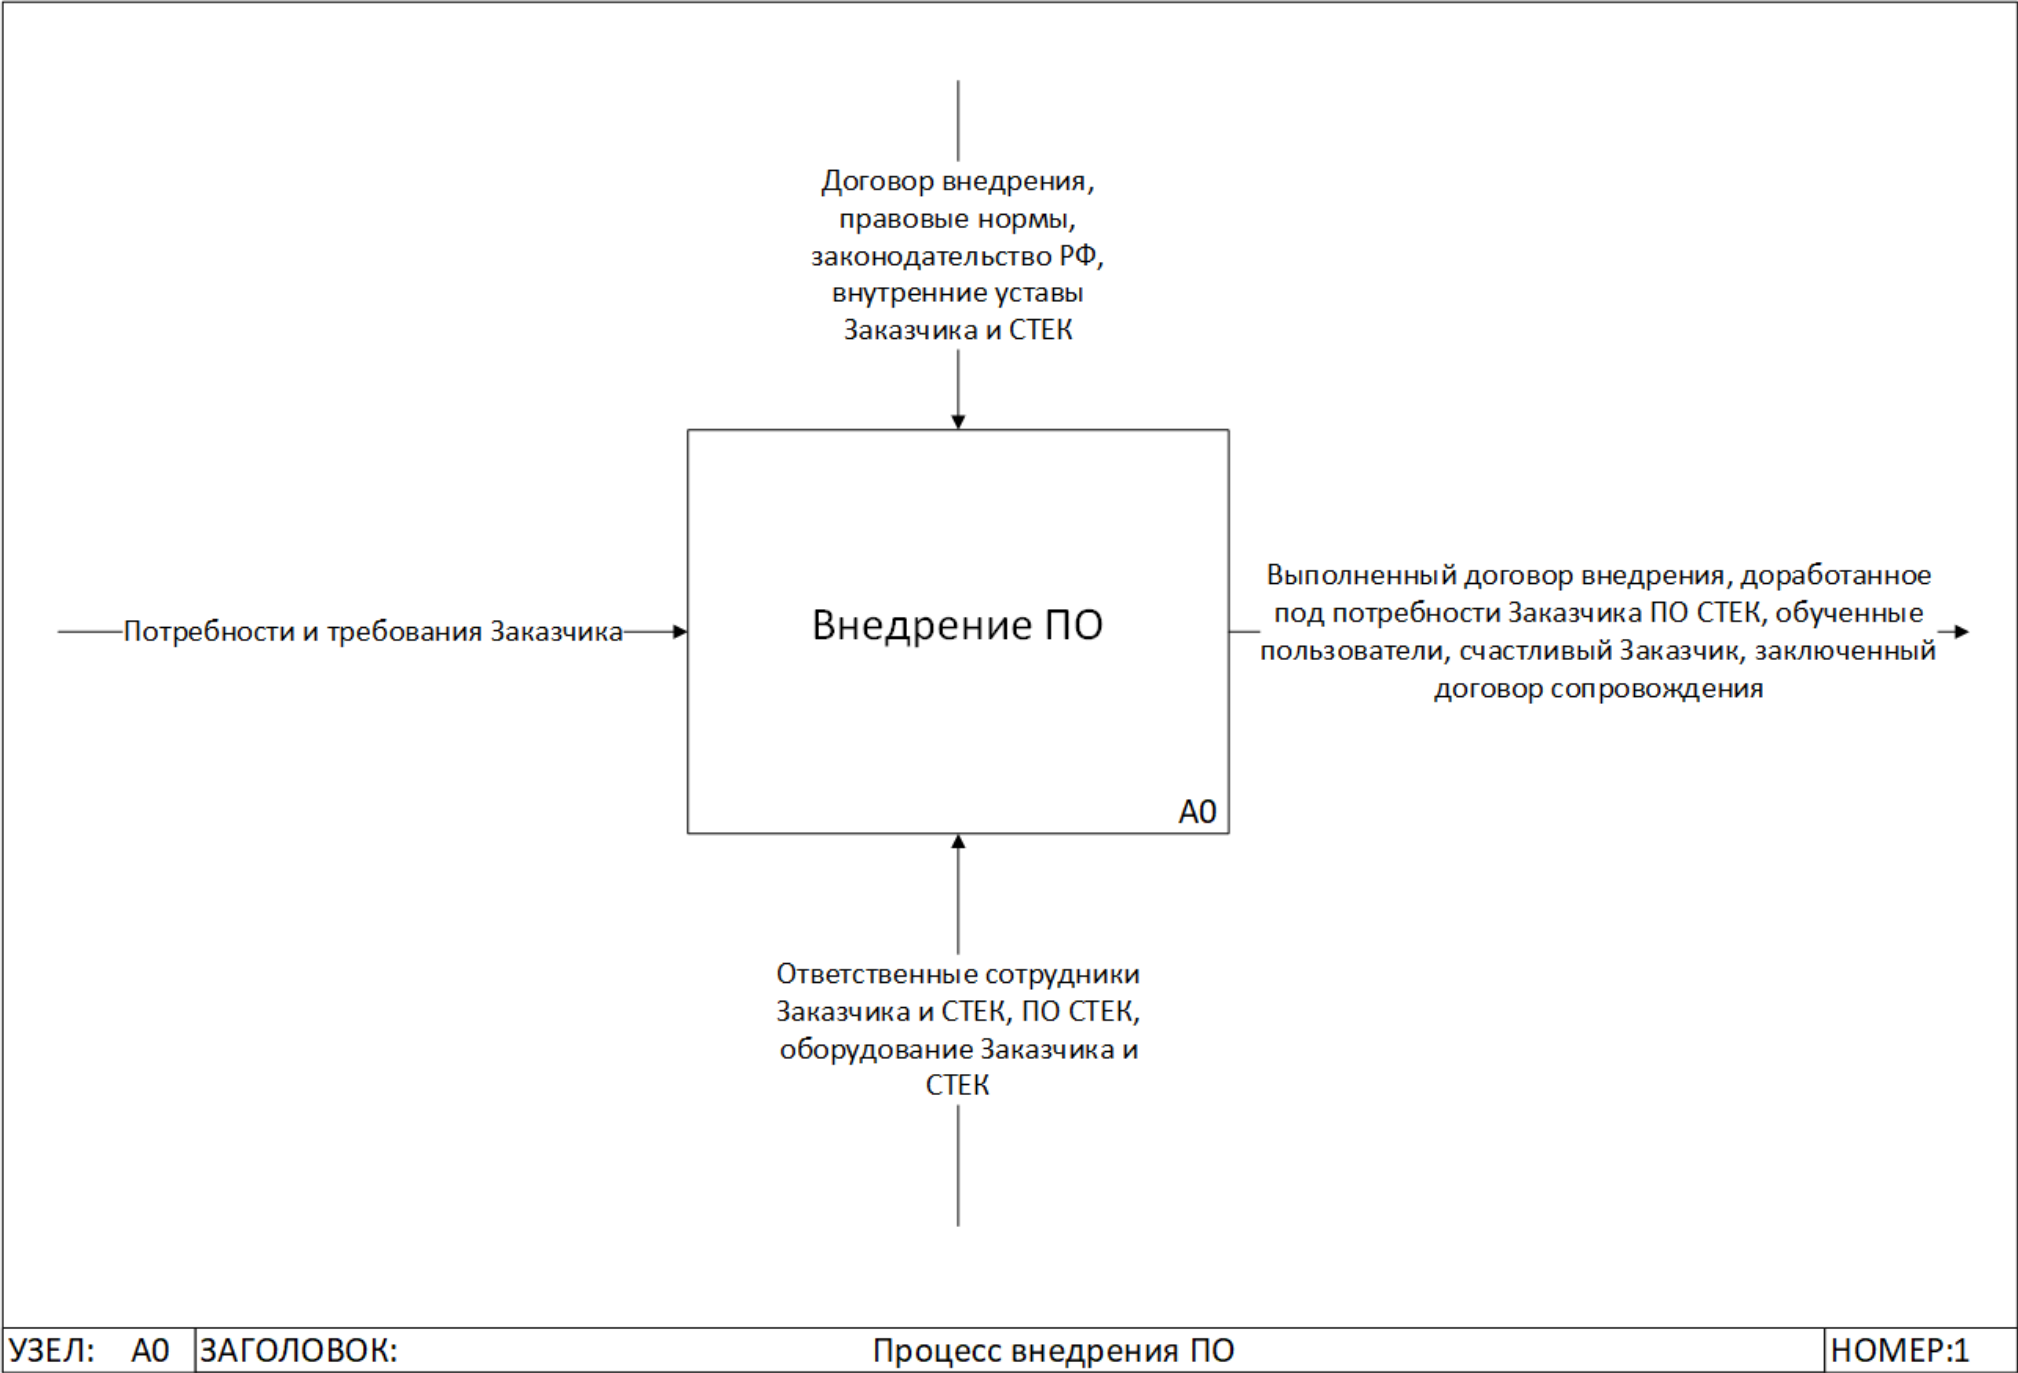 Договор внедрения,
правовые нормы,
законодательство РФ,
внутренние уставы
Заказчика и СТЕК
Потребности и требования Заказчика
Внедрение ПО
A0
Выполненный договор внедрения, доработанное
под потребности Заказчика ПО СТЕК, обученные
пользователи, счастливый Заказчик, заключенный
договор сопровождения
Ответственные сотрудники
Заказчика и СТЕК, ПО СТЕК,
оборудование Заказчика и
СТЕК
УЗЕЛ: A0 ЗАГОЛОВОК: Процесс внедрения ПО НОМЕР:1